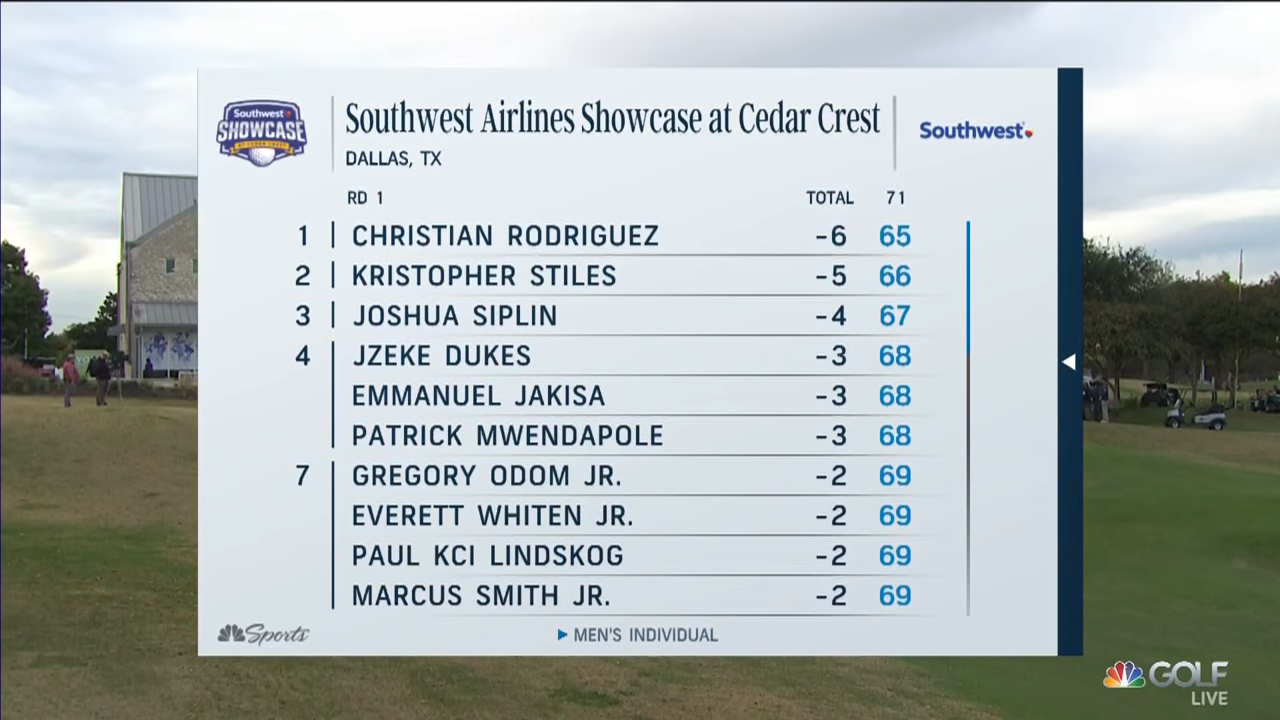 Southwest
SHOWCASE
AT CEDAR CREST
Southwest Airlines Showcase at Cedar Crest
DALLAS, TX
Southwest
RD 1 TOTAL 71
1 CHRISTIAN RODRIGUEZ -6 65
2 KRISTOPHER STILES -5 66
3 JOSHUA SIPLIN -4 67
4 JZEKE DUKES -3 68
EMMANUEL JAKISA -3 68
PATRICK MWENDAPOLE -3 68
7 GREGORY ODOM JR. -2 69
EVERETT WHITEN JR. -2 69
PAUL KCI LINDSKOG -2 69
MARCUS SMITH JR. -2 69
Sports
MEN'S INDIVIDUAL
GOLF
LIVE